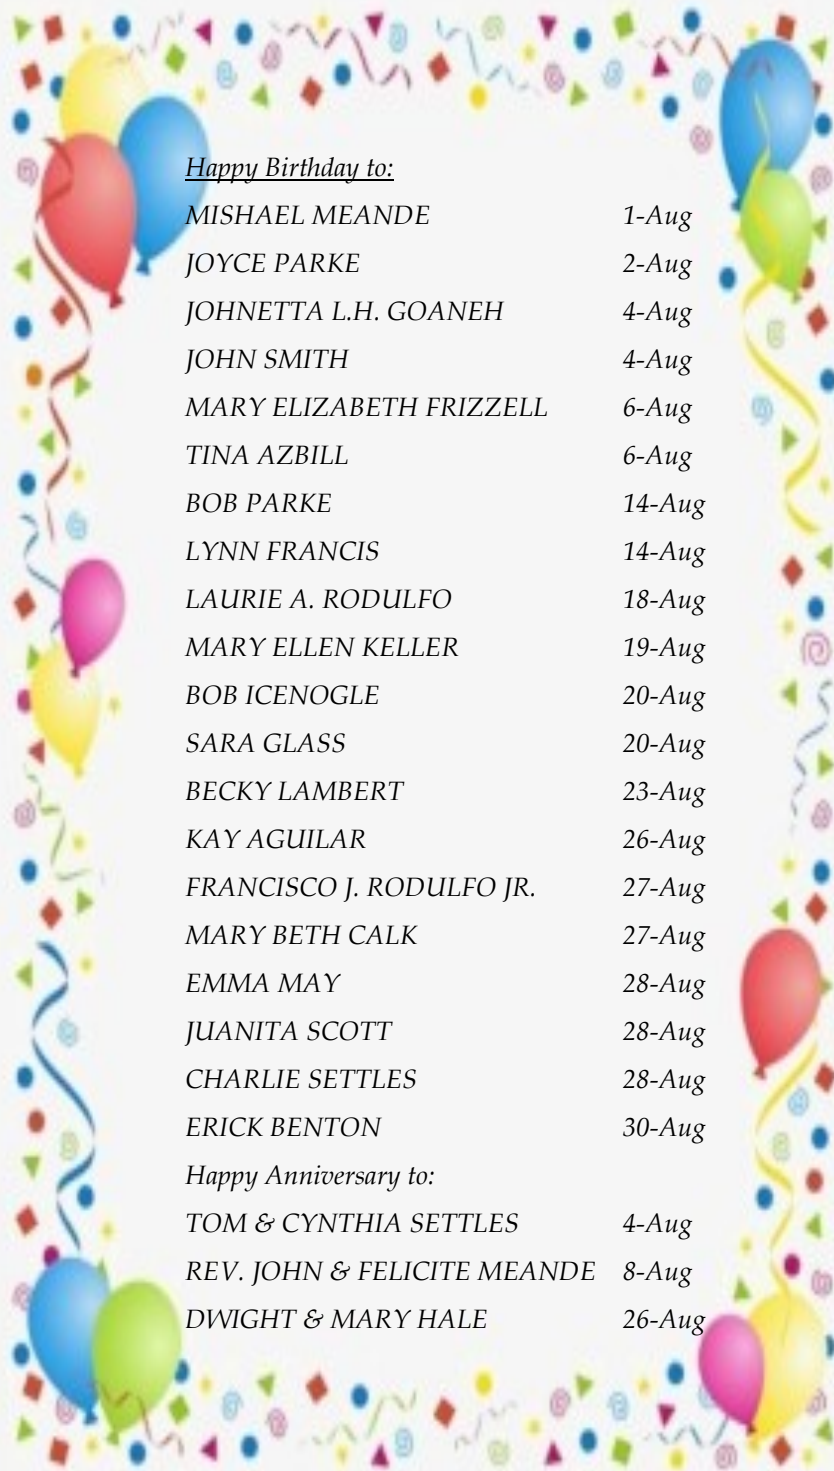 Happy Birthday to:
MISHAEL MEANDE 1-Aug
JOYCE PARKE 2-Aug
JOHNETTA L.H. GOANEH 4-Aug
JOHN SMITH 4-Aug
MARY ELIZABETH FRIZZELL 6-Aug
TINA AZBILL 6-Aug
BOB PARKE 14-Aug
LYNN FRANCIS 14-Aug
LAURIE A. RODULFO 18-Aug
MARY ELLEN KELLER 19-Aug
BOB ICENOGLE 20-Aug
SARA GLASS 20-Aug
BECKY LAMBERT 23-Aug
KAY AGUILAR 26-Aug
FRANCISCO J. RODULFO JR. 27-Aug
MARY BETH CALK 27-Aug
EMMA MAY 28-Aug
JUANITA SCOTT 28-Aug
CHARLIE SETTLES 28-Aug
ERICK BENTON 30-Aug
Happy Anniversary to:
TOM & CYNTHIA SETTLES 4-Aug
REV. JOHN & FELICITE MEANDE 8-Aug
DWIGHT & MARY HALE 26-Aug